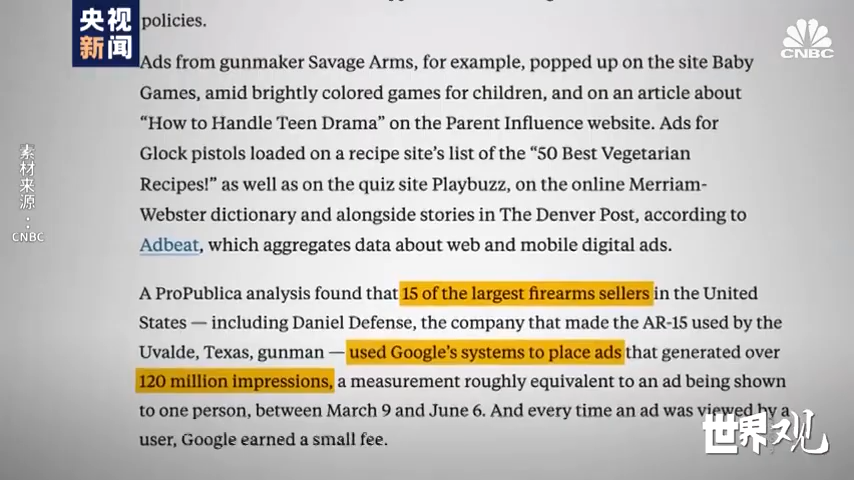 央视
新闻
CNBC
policies.
Ads from gunmaker Savage Arms, for example, popped up on the site Baby
Games, amid brightly colored games for children, and on an article about
“How to Handle Teen Drama” on the Parent Influence website. Ads for
Glock pistols loaded on a recipe site’s list of the “50 Best Vegetarian
Recipes!” as well as on the quiz site Playbuzz, on the online Merriam-
Webster dictionary and alongside stories in The Denver Post, according to
Adbeat, which aggregates data about web and mobile digital ads.
素材来源：
CNBC
A ProPublica analysis found that 15 of the largest firearms sellers in the United
States — including Daniel Defense, the company that made the AR-15 used by the
Uvalde, Texas, gunman — used Google’s systems to place ads that generated over
120 million impressions, a measurement roughly equivalent to an ad being shown
to one person, between March 9 and June 6. And every time an ad was viewed by a
user, Google earned a small fee.
世界观